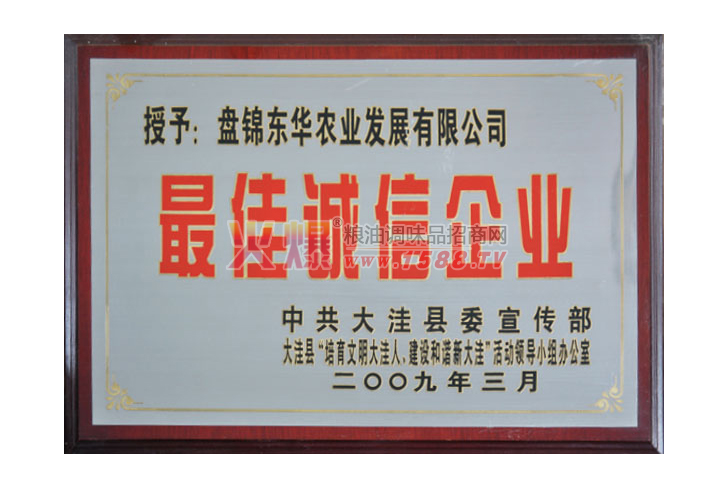 授予：盘锦东华农业发展有限公司
最佳诚信企业
火爆®粮油调味品招商网
www.1588.TV
中共大洼县委宣传部
大洼县“培育文明大洼人，建设和谐新大洼”活动领导小组办公室
二〇〇九年三月